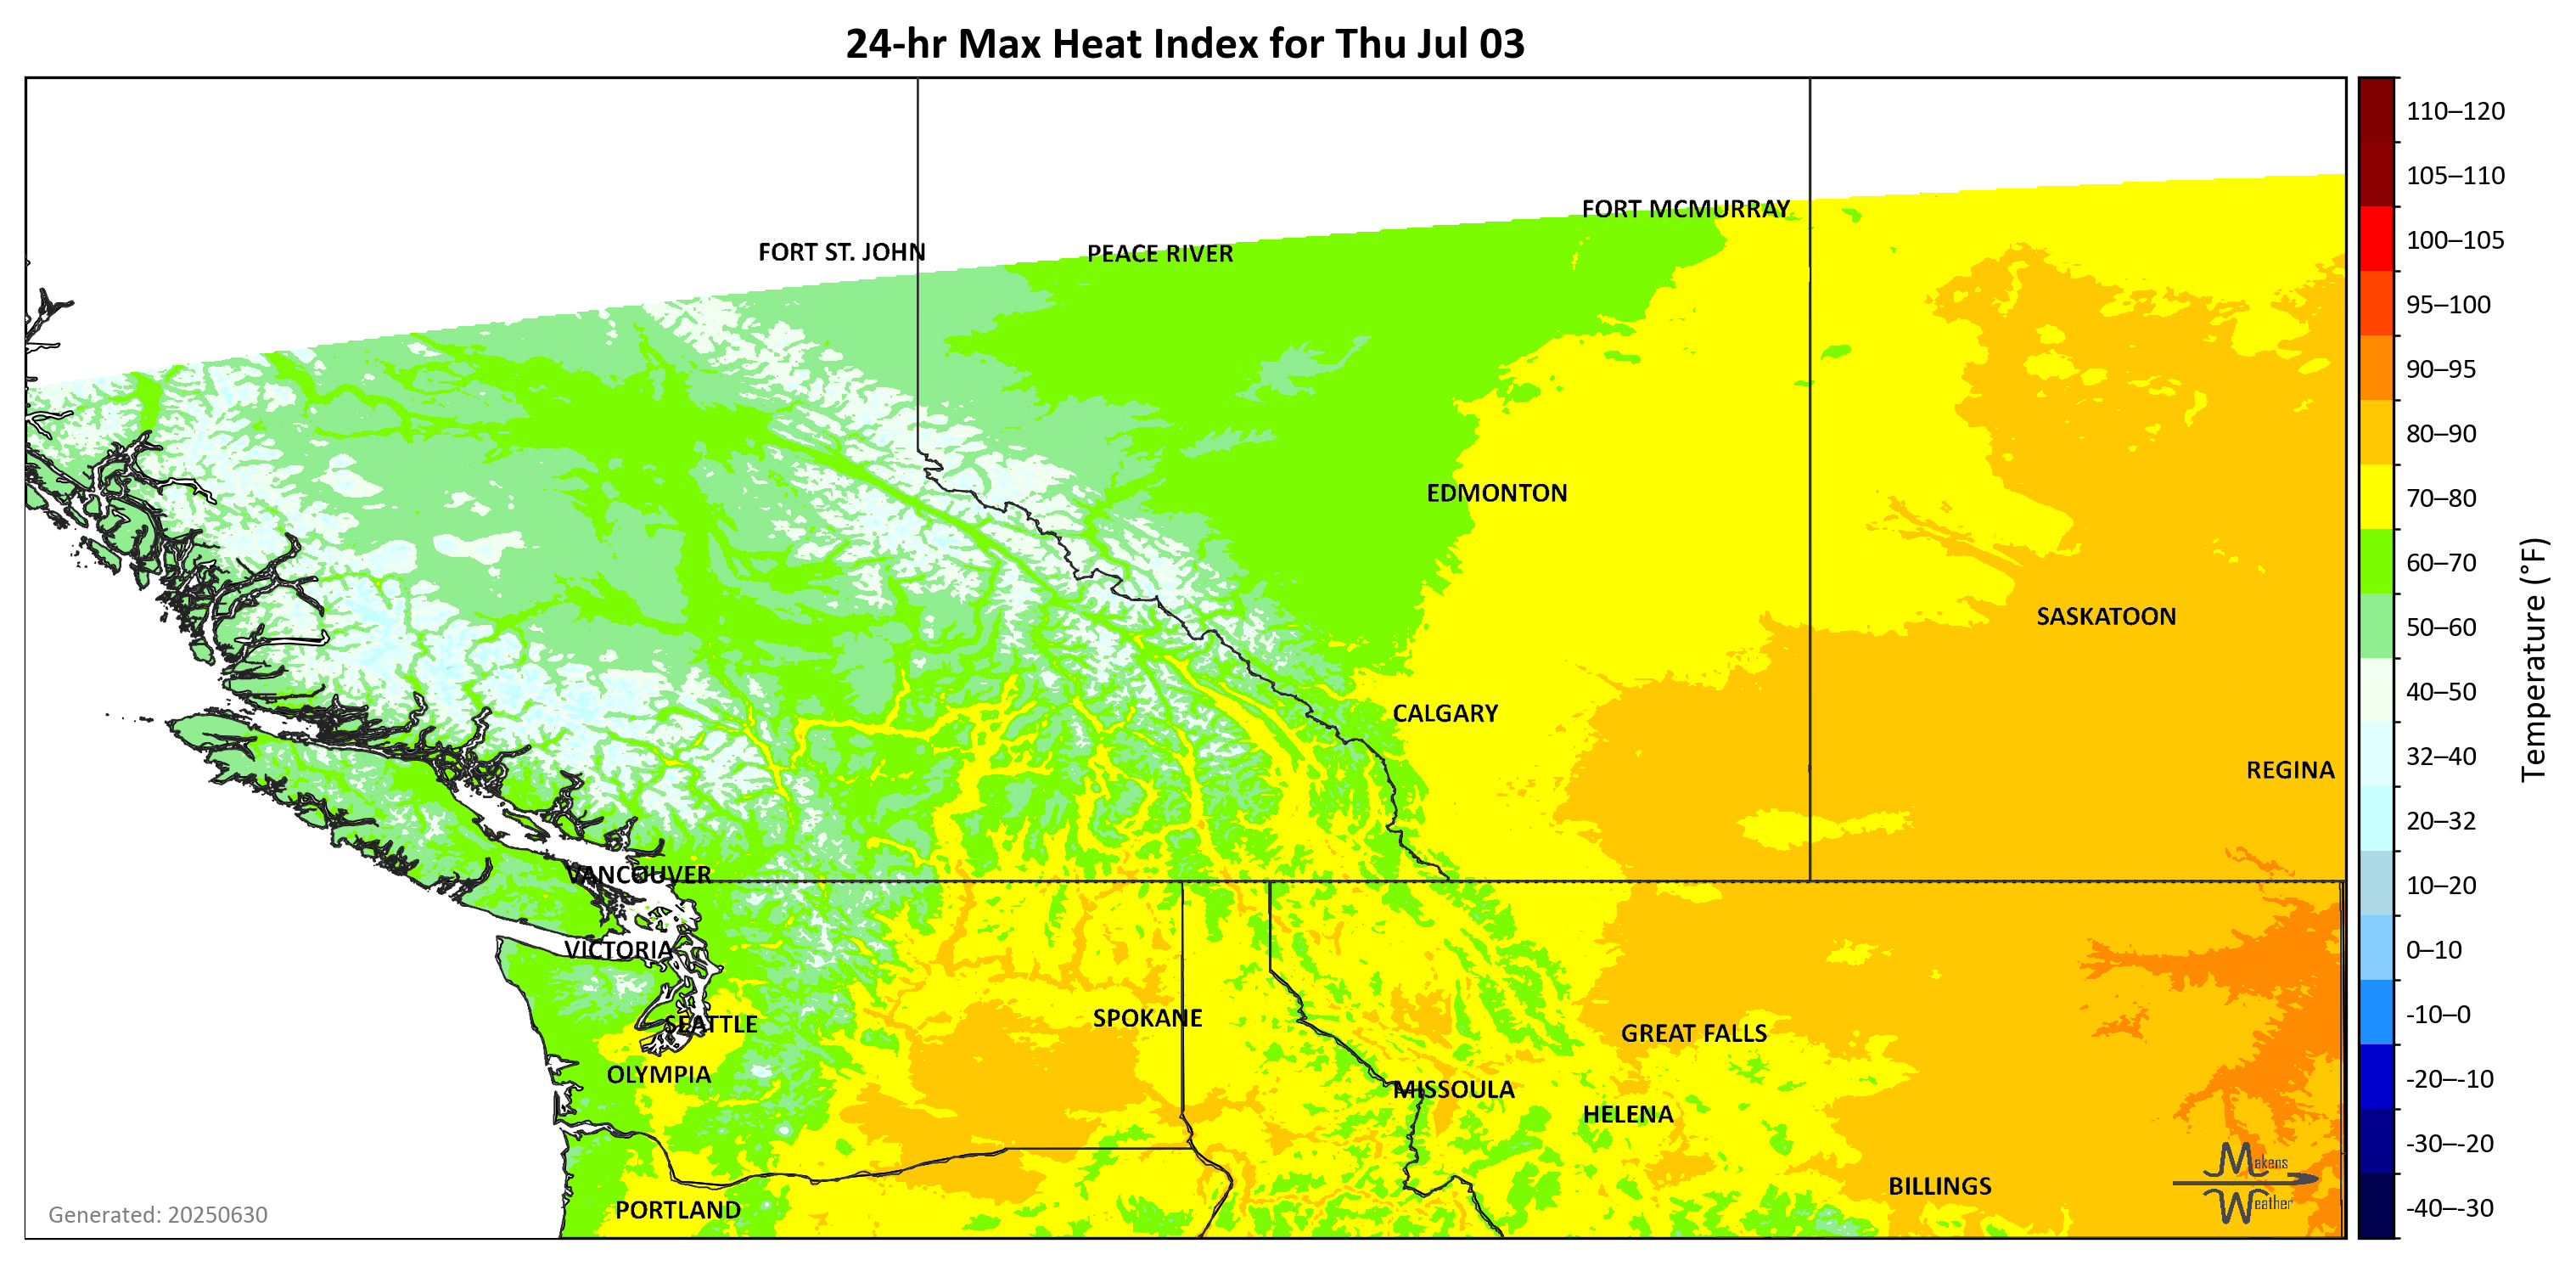 24-hr Max Heat Index for Thu Jul 03
FORT MCMURRAY
FORT ST. JOHN
PEACE RIVER
EDMONTON
SASKATOON
CALGARY
REGINA
VANCOUVER
VICTORIA
SEATTLE
SPOKANE
GREAT FALLS
OLYMPIA
MISSOULA
HELENA
BILLINGS
PORTLAND
Makens
Weather
Generated: 20250630
110–120
105–110
100–105
95–100
90–95
80–90
70–80
60–70
50–60
40–50
32–40
20–32
10–20
0–10
-10–0
-20–-10
-30–-20
-40–-30
Temperature (°F)